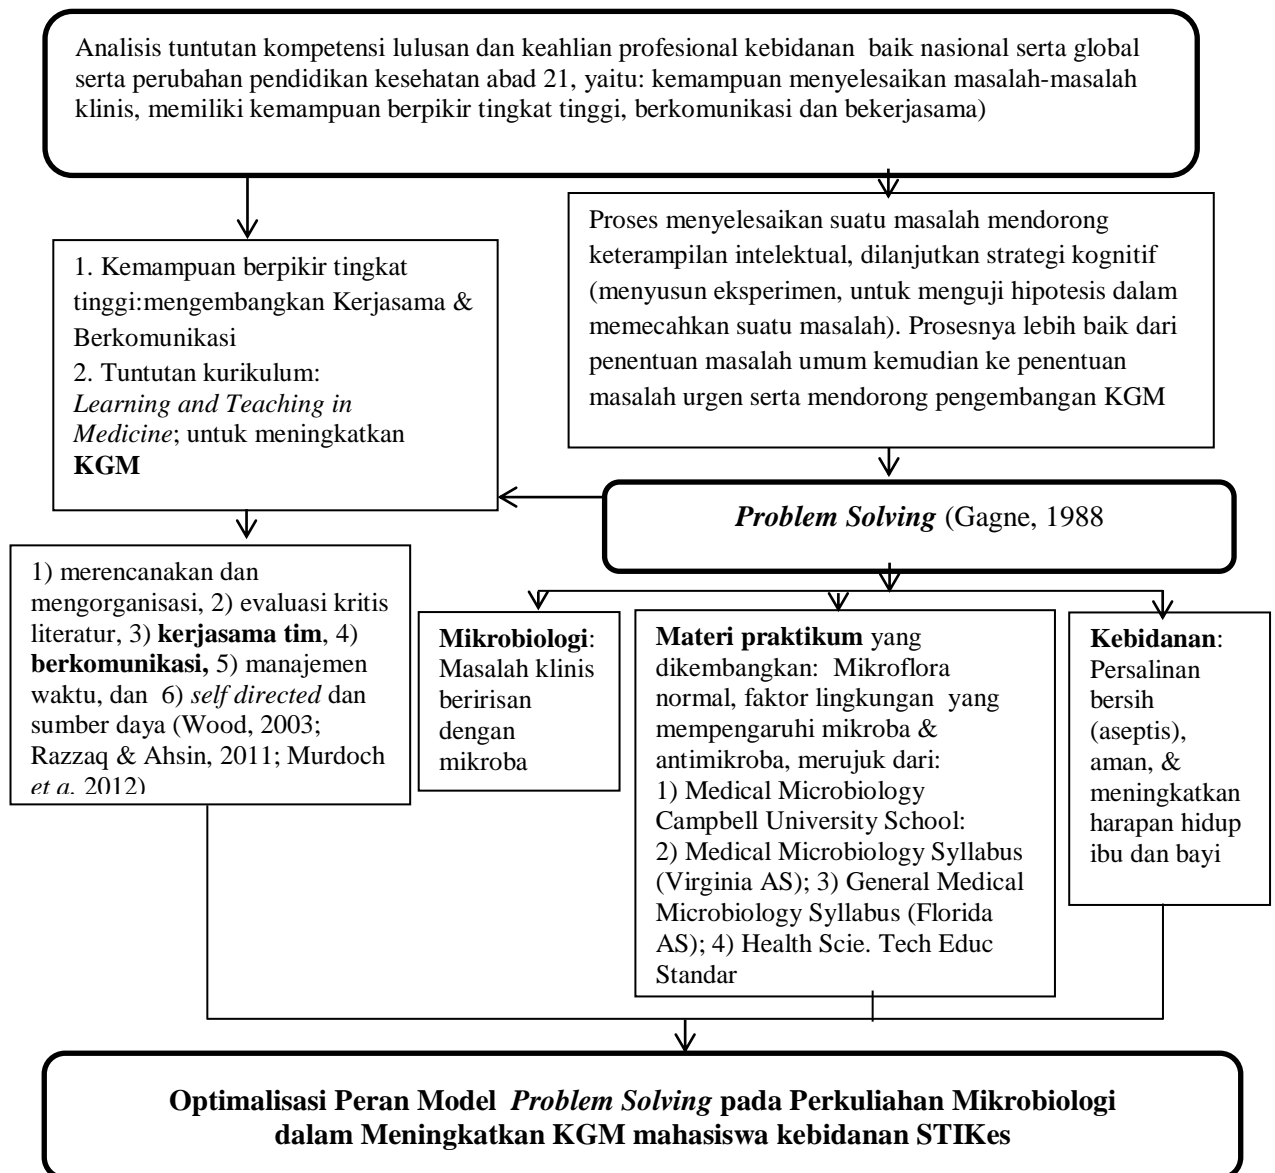 Analisis tuntutan kompetensi lulusan dan keahlian profesional kebidanan baik nasional serta global
serta perubahan pendidikan kesehatan abad 21, yaitu: kemampuan menyelesaikan masalah-masalah
klinis, memiliki kemampuan berpikir tingkat tinggi, berkomunikasi dan bekerjasama)
1. Kemampuan berpikir tingkat
tinggi:mengembangkan Kerjasama &
Berkomunikasi
2. Tuntutan kurikulum:
Learning and Teaching in
Medicine; untuk meningkatkan
KGM
Proses menyelesaikan suatu masalah mendorong
keterampilan intelektual, dilanjutkan strategi kognitif
(menyusun eksperimen, untuk menguji hipotesis dalam
memecahkan suatu masalah). Prosesnya lebih baik dari
penentuan masalah umum kemudian ke penentuan
masalah urgen serta mendorong pengembangan KGM
Problem Solving (Gagne, 1988
1) merencanakan dan
mengorganisasi, 2) evaluasi kritis
literatur, 3) kerjasama tim, 4)
berkomunikasi, 5) manajemen
waktu, dan 6) self directed dan
sumber daya (Wood, 2003;
Razzaq & Ahsin, 2011; Murdoch
et a. 2012)
Mikrobiologi:
Masalah klinis
beririsan
dengan
mikroba
Materi praktikum yang
dikembangkan: Mikroflora
normal, faktor lingkungan yang
mempengaruhi mikroba &
antimikroba, merujuk dari:
1) Medical Microbiology
Campbell University School:
2) Medical Microbiology Syllabus
(Virginia AS); 3) General Medical
Microbiology Syllabus (Florida
AS); 4) Health Scie. Tech Educ
Standar
Kebidanan:
Persalinan
bersih
(aseptis),
aman, &
meningkatkan
harapan hidup
ibu dan bayi
Optimalisasi Peran Model Problem Solving pada Perkuliahan Mikrobiologi
dalam Meningkatkan KGM mahasiswa kebidanan STIKes